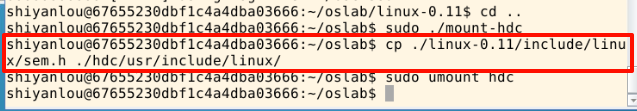 shiyanlou@67655230dbf1c4a4dba03666:~/oslab/linux-0.11$ cd ..
shiyanlou@67655230dbf1c4a4dba03666:~/oslab$ sudo ./mount-hdc
shiyanlou@67655230dbf1c4a4dba03666:~/oslab$ cp ./linux-0.11/include/linu
x/sem.h ./hdc/usr/include/linux/
shiyanlou@67655230dbf1c4a4dba03666:~/oslab$ sudo umount hdc
shiyanlou@67655230dbf1c4a4dba03666:~/oslab$